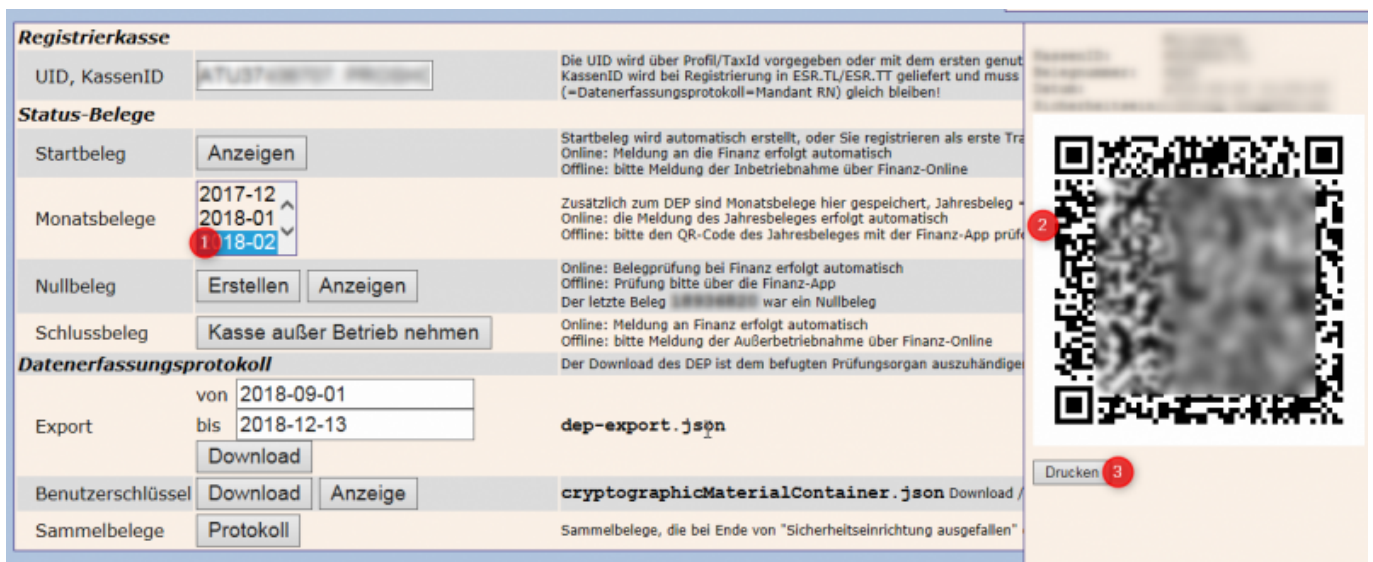 Registrierkasse
UID, KassenID
Die UID wird über Profil/TaxId vorgegeben oder mit dem ersten genut
KassenID wird bei Registrierung in ESR.TL/ESR.TT geliefert und muss
(=Datenerfassungsprotokoll=Mandant RN) gleich bleiben!
Status-Belege
Startbeleg
Anzeigen
Startbeleg wird automatisch erstellt, oder Sie registrieren als erste Tra
Online: Meldung an die Finanz erfolgt automatisch
Offline: bitte Meldung der Inbetriebnahme über Finanz-Online
Monatsbelege
2017-12
2018-01
1 18-02
Zusätzlich zum DEP sind Monatsbelege hier gespeichert, Jahresbeleg
Online: die Meldung des Jahresbeleges erfolgt automatisch
Offline: bitte den QR-Code des Jahresbeleges mit der Finanz-App prüfe
2
Nullbeleg
Erstellen Anzeigen
Online: Belegprüfung bei Finanz erfolgt automatisch
Offline: Prüfung bitte über die Finanz-App
Der letzte Beleg war ein Nullbeleg
Schlussbeleg
Kasse außer Betrieb nehmen
Online: Meldung an Finanz erfolgt automatisch
Offline: bitte Meldung der Außerbetriebnahme über Finanz-Online
Datenerfassungsprotokoll
Der Download des DEP ist dem befugten Prüfungsorgan auszuhändige
Export
von 2018-09-01
bis 2018-12-13
Download
dep-export.json
Drucken 3
Benutzerschlüssel
Download Anzeige
cryptographicMaterialContainer.json Download /
Sammelbelege
Protokoll
Sammelbelege, die bei Ende von "Sicherheitseinrichtung ausgefallen"